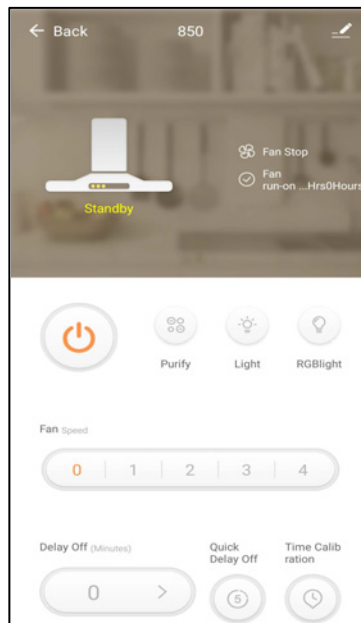 Back 850
Fan Stop
Fan
run-on ...Hrs0Hours
Standby
Purify Light RGBlight
Fan Speed
0 1 2 3 4
Delay Off (Minutes) Quick Time Calib
Delay Off ration
0 > 5